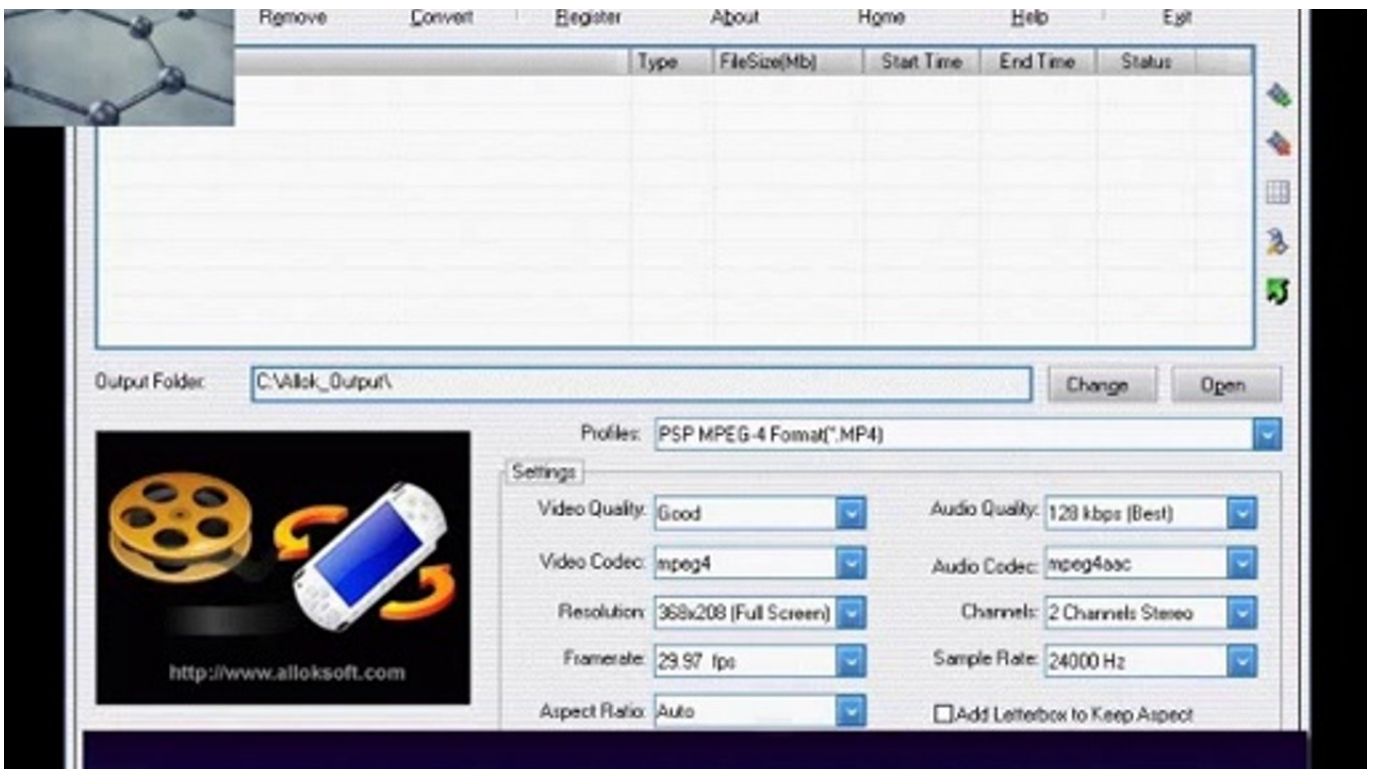 Remove Convert Register About Home Help Exit
Type FileSize(Mb) Start Time End Time Status
Output Folder: C:\Allok_Output\ Change Open
Profiles: PSP MPEG-4 Format(*.MP4)
Settings
Video Quality: Good Audio Quality: 128 kbps (Best)
Video Codec: mpeg4 Audio Codec: mpeg4aac
Resolution: 368x208 (Full Screen) Channels: 2 Channels Stereo
Framerate: 29.97 fps Sample Rate: 24000 Hz
http://www.alloksoft.com
Aspect Ratio: Auto Add Letterbox to Keep Aspect